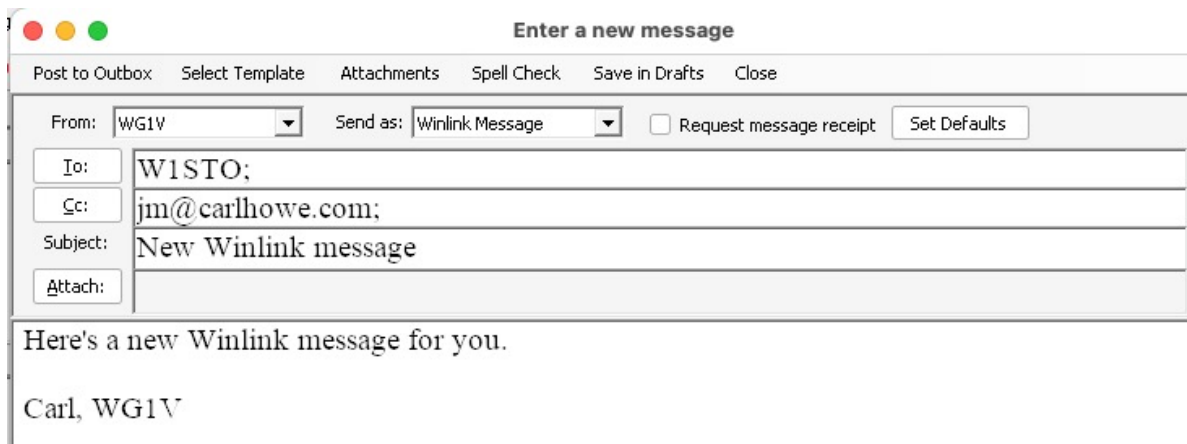 Enter a new message
Post to Outbox Select Template Attachments Spell Check Save in Drafts Close
From: WG1V Send as: Winlink Message Request message receipt Set Defaults
To: W1STO;
Cc: jm@carlhowe.com;
Subject: New Winlink message
Attach:
Here's a new Winlink message for you.
Carl, WG1V